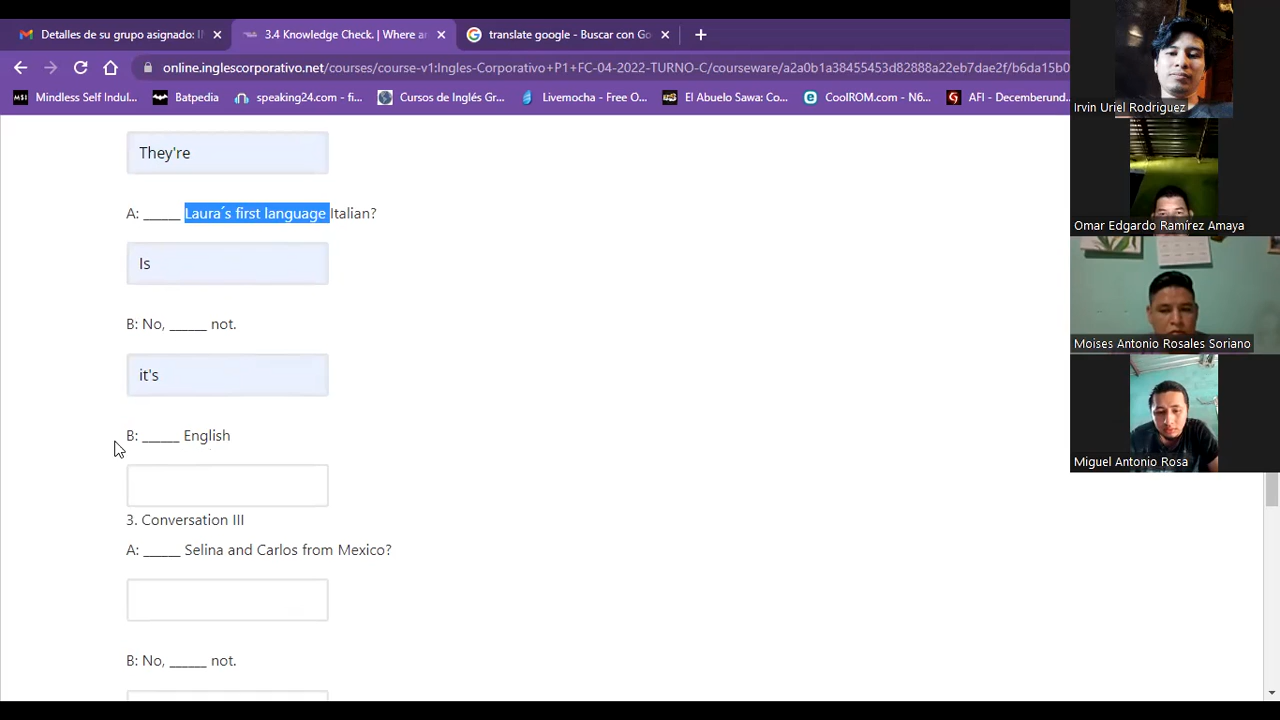 Detalles de su grupo asignado: I
3.4 Knowledge Check. | Where a
translate google - Buscar con Go
online.inglescorporativo.net/courses/course-v1:Ingles-Corporativo+P1+FC-04-2022-TURNO-C/courseware/a2a0b1a38455453d82888a22eb7dae2f/b6da15b0
Mindless Self Indul...
Batpedia
speaking24.com - fi...
Cursos de Inglés Gr...
Livemocha - Free O...
El Abuelo Sawa: Co...
CoolROM.com - N6...
AFI - Decemberund...
They're
A: _____ Laura´s first language Italian?
Is
B: No, _____ not.
it's
B: _____ English
3. Conversation III
A: _____ Selina and Carlos from Mexico?
B: No, _____ not.
Irvin Uriel Rodriguez
Omar Edgardo Ramírez Amaya
Moises Antonio Rosales Soriano
Miguel Antonio Rosa